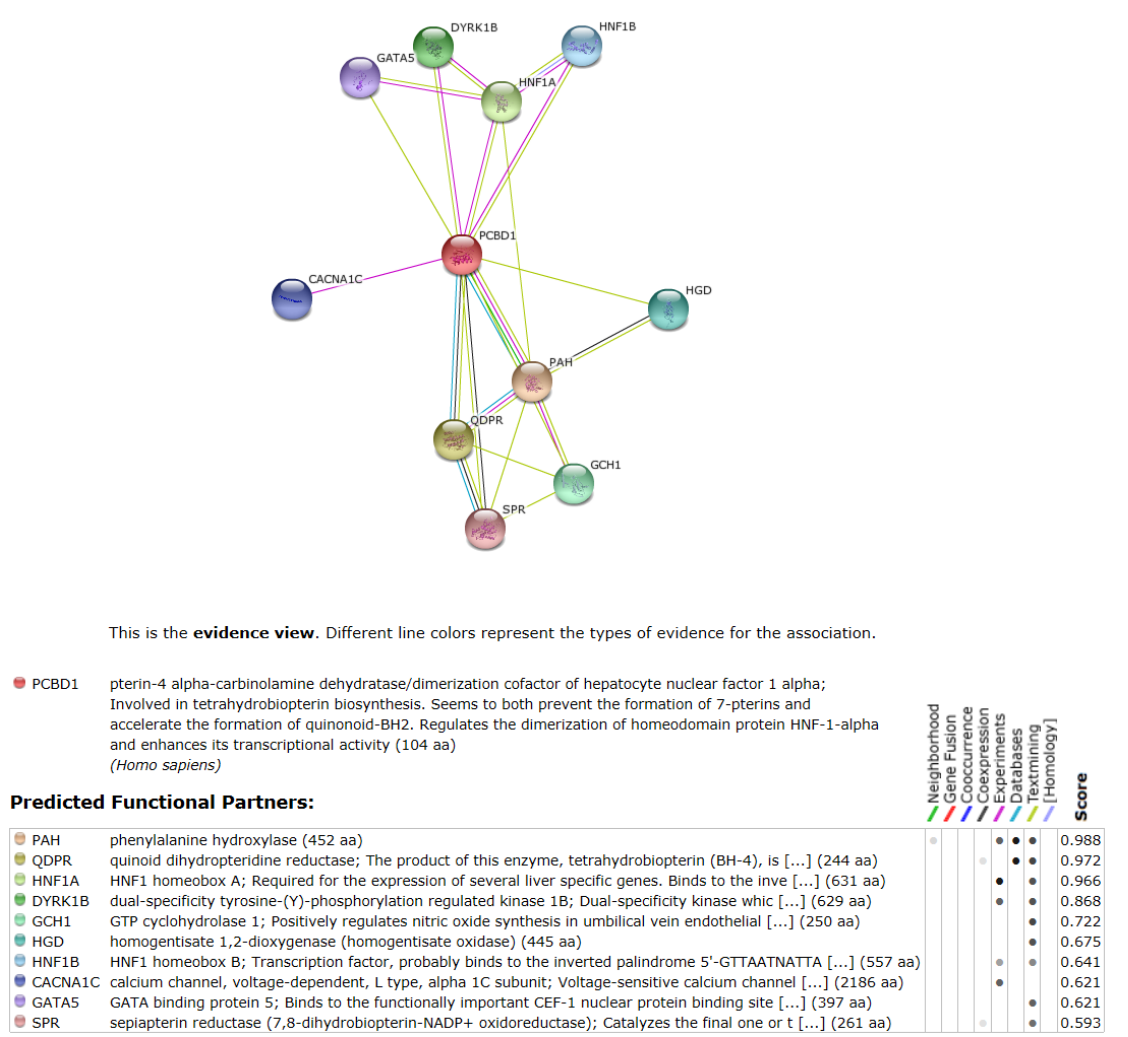 DYRK1B
HNF1B
GATA5
HNF1A
PCBD1
CACNA1C
HGD
PAH
QDPR
GCH1
SPR
This is the evidence view. Different line colors represent the types of evidence for the association.
PCBD1 pterin-4 alpha-carbinolamine dehydratase/dimerization cofactor of hepatocyte nuclear factor 1 alpha;
Involved in tetrahydrobiopterin biosynthesis. Seems to both prevent the formation of 7-pterins and
accelerate the formation of quinonoid-BH2. Regulates the dimerization of homeodomain protein HNF-1-alpha
and enhances its transcriptional activity (104 aa)
(Homo sapiens)
Neighborhood
Gene Fusion
Cooccurrence
Coexpression
Experiments
Databases
Textmining
[Homology]
Score
Predicted Functional Partners:
PAH phenylalanine hydroxylase (452 aa) 0.988
QDPR quinoid dihydropteridine reductase; The product of this enzyme, tetrahydrobiopterin (BH-4), is [...] (244 aa) 0.972
HNF1A HNF1 homeobox A; Required for the expression of several liver specific genes. Binds to the inve [...] (631 aa) 0.966
DYRK1B dual-specificity tyrosine-(Y)-phosphorylation regulated kinase 1B; Dual-specificity kinase whic [...] (629 aa) 0.868
GCH1 GTP cyclohydrolase 1; Positively regulates nitric oxide synthesis in umbilical vein endothelial [...] (250 aa) 0.722
HGD homogentisate 1,2-dioxygenase (homogentisate oxidase) (445 aa) 0.675
HNF1B HNF1 homeobox B; Transcription factor, probably binds to the inverted palindrome 5'-GTTAATNATTA [...] (557 aa) 0.641
CACNA1C calcium channel, voltage-dependent, L type, alpha 1C subunit; Voltage-sensitive calcium channel [...] (2186 aa) 0.621
GATA5 GATA binding protein 5; Binds to the functionally important CEF-1 nuclear protein binding site [...] (397 aa) 0.621
SPR sepiapterin reductase (7,8-dihydrobiopterin-NADP+ oxidoreductase); Catalyzes the final one or t [...] (261 aa) 0.593